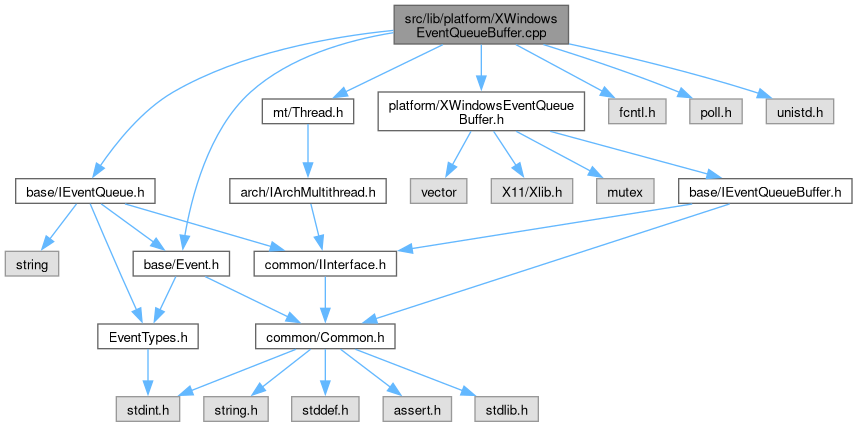 src/lib/platform/XWindows
EventQueueBuffer.cpp
mt/Thread.h
platform/XWindowsEventQueue
Buffer.h
fcntl.h
poll.h
unistd.h
base/IEventQueue.h
arch/IArchMultithread.h
vector
X11/Xlib.h
mutex
base/IEventQueueBuffer.h
string
base/Event.h
common/IInterface.h
EventTypes.h
common/Common.h
stdint.h
string.h
stddef.h
assert.h
stdlib.h